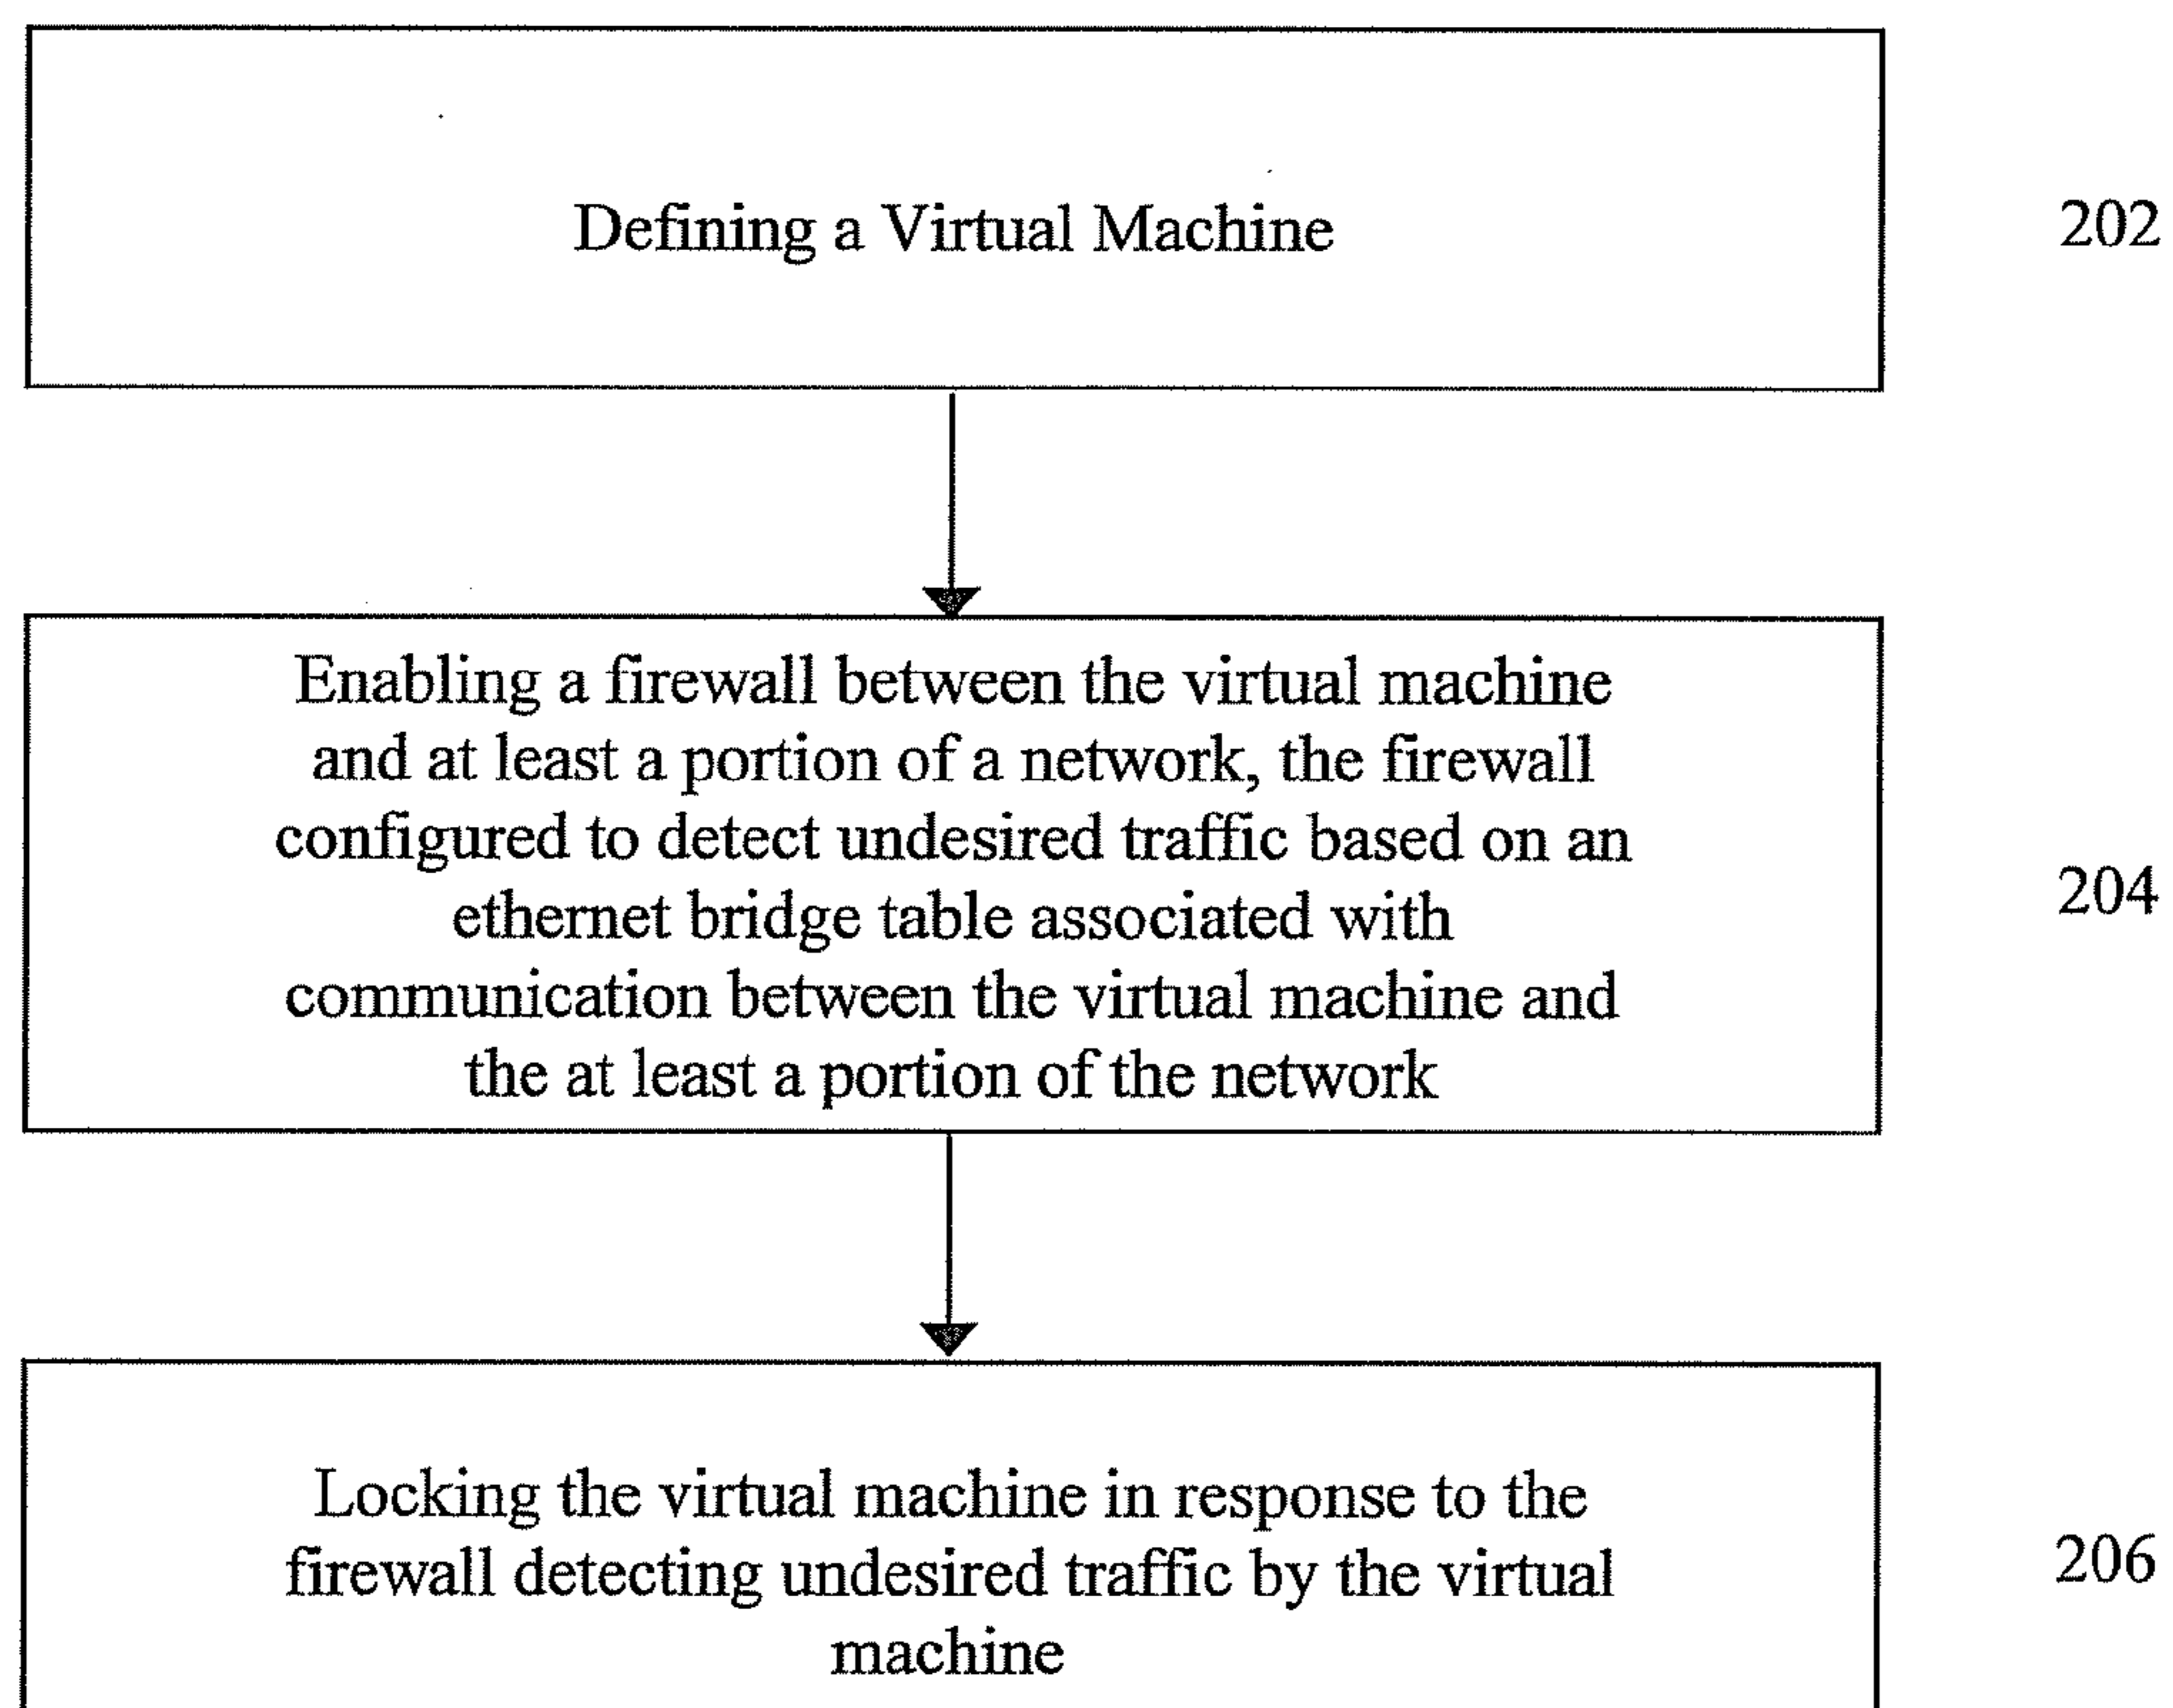 Defining a Virtual Machine
202
Enabling a firewall between the virtual machine
and at least a portion of a network, the firewall
configured to detect undesired traffic based on an
ethernet bridge table associated with
communication between the virtual machine and
the at least a portion of the network
204
Locking the virtual machine in response to the
firewall detecting undesired traffic by the virtual
machine
206